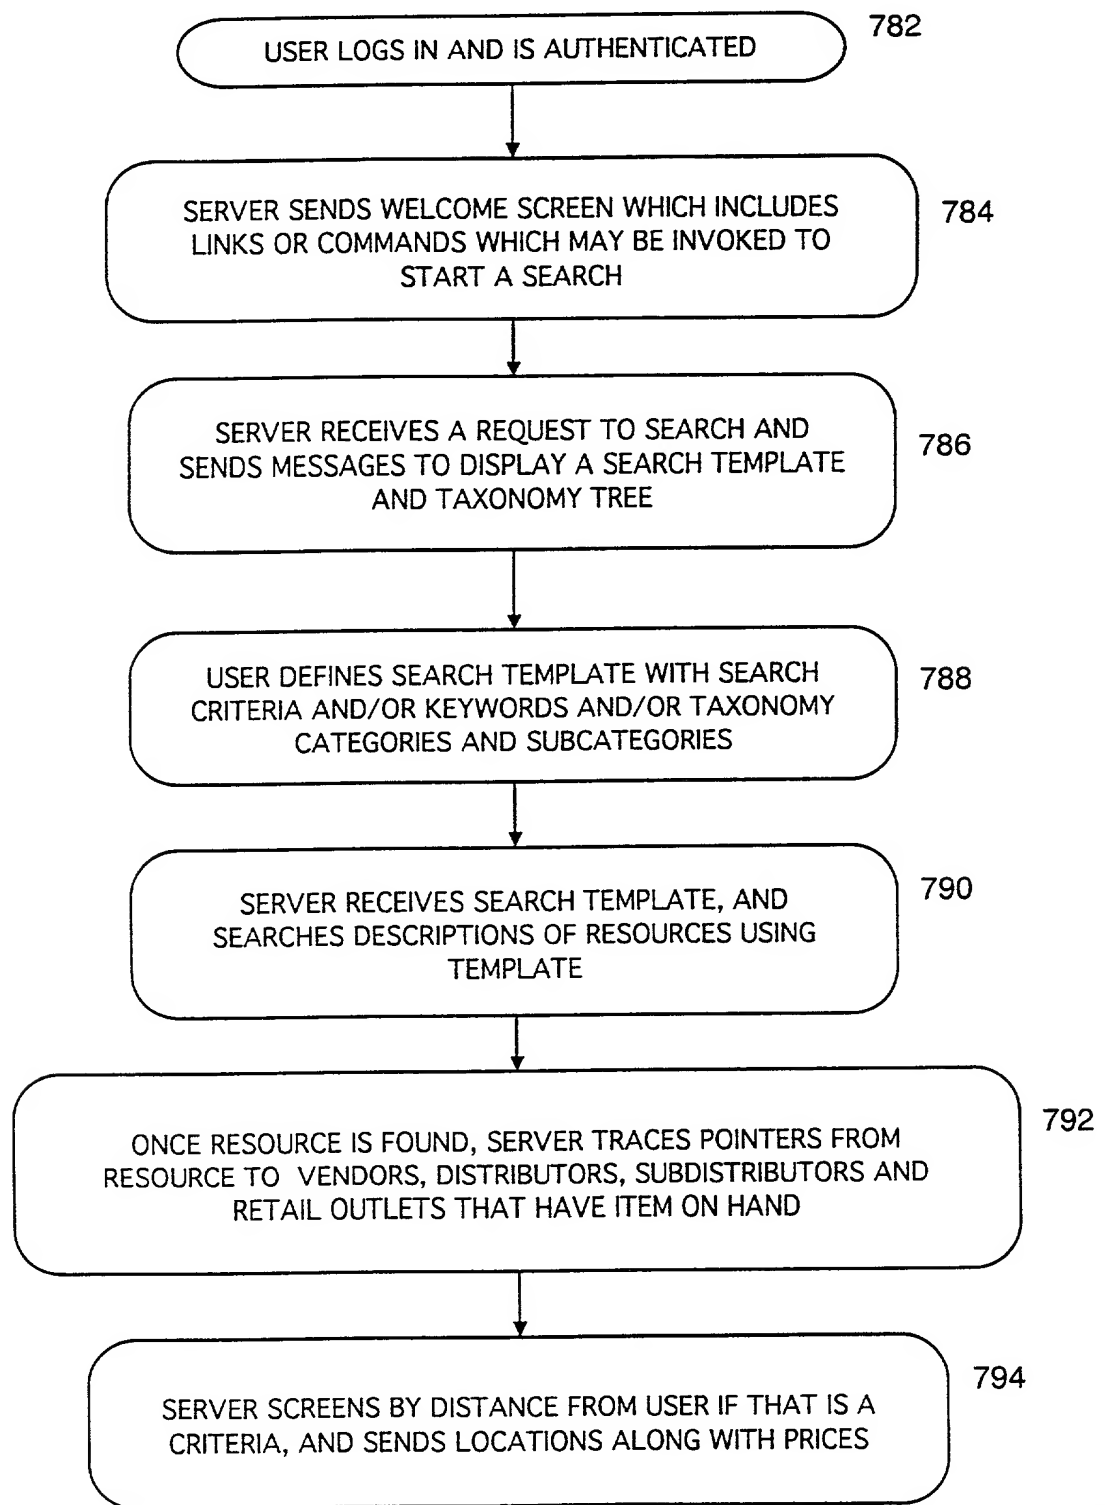 USER LOGS IN AND IS AUTHENTICATED
782
SERVER SENDS WELCOME SCREEN WHICH INCLUDES
LINKS OR COMMANDS WHICH MAY BE INVOKED TO
START A SEARCH
784
SERVER RECEIVES A REQUEST TO SEARCH AND
SENDS MESSAGES TO DISPLAY A SEARCH TEMPLATE
AND TAXONOMY TREE
786
USER DEFINES SEARCH TEMPLATE WITH SEARCH
CRITERIA AND/OR KEYWORDS AND/OR TAXONOMY
CATEGORIES AND SUBCATEGORIES
788
SERVER RECEIVES SEARCH TEMPLATE, AND
SEARCHES DESCRIPTIONS OF RESOURCES USING
TEMPLATE
790
ONCE RESOURCE IS FOUND, SERVER TRACES POINTERS FROM
RESOURCE TO VENDORS, DISTRIBUTORS, SUBDISTRIBUTORS AND
RETAIL OUTLETS THAT HAVE ITEM ON HAND
792
SERVER SCREENS BY DISTANCE FROM USER IF THAT IS A
CRITERIA, AND SENDS LOCATIONS ALONG WITH PRICES
794